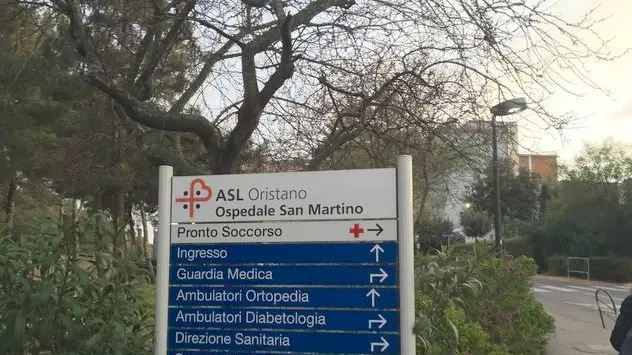 ASL Oristano
Ospedale San Martino
Pronto Soccorso
Ingresso
Guardia Medica
Ambulatori Ortopedia
Ambulatori Diabetologia
Direzione Sanitaria